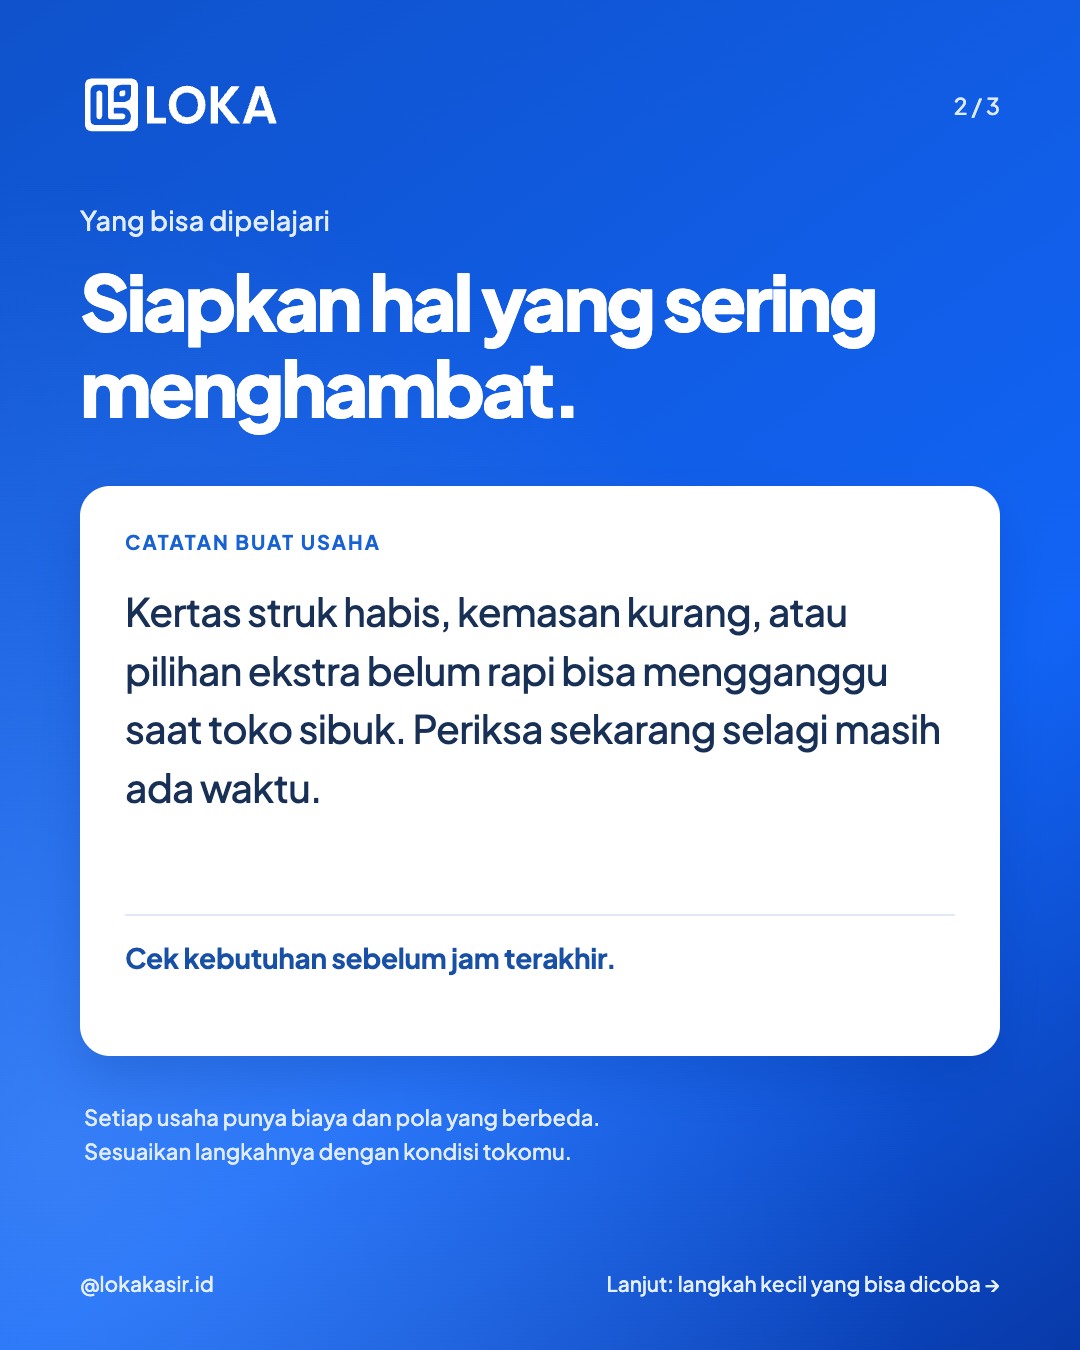 LOKA
2/3
Yang bisa dipelajari
Siapkan hal yang sering
menghambat.
CATATAN BUAT USAHA
Kertas struk habis, kemasan kurang, atau
pilihan ekstra belum rapi bisa mengganggu
saat toko sibuk. Periksa sekarang selagi masih
ada waktu.
Cek kebutuhan sebelum jam terakhir.
Setiap usaha punya biaya dan pola yang berbeda.
Sesuaikan langkahnya dengan kondisi tokomu.
@lokakasir.id
Lanjut: langkah kecil yang bisa dicoba →